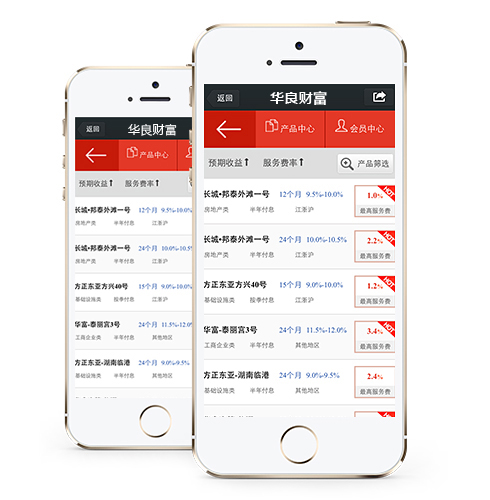 返回
华良财富
产品中心
预期收益⬆
服务费率⬆
长城•邦泰外滩一号
12个月 9.5%-10.0%
房地产类
半年付息
江浙沪
长城•邦泰外滩一号
24个月 10.0%-10.5%
房地产类
半年付息
江浙沪
方正东亚方兴40号
15个月 9.0%-10.0%
基础设施类
按季付息
江浙沪
华富-泰丽宫3号
24个月 11.5%-12.0%
工商企业类
半年付息
其他地区
方正东亚-湖南临港
24个月 9.0%-9.5%
基础设施类
半年付息
其他地区
返回
华良财富
产品中心
会员中心
预期收益⬆
服务费率⬆
产品筛选
长城•邦泰外滩一号
12个月 9.5%-10.0%
1.0%
HOT
房地产类
半年付息
江浙沪
最高服务费
长城•邦泰外滩一号
24个月 10.0%-10.5%
2.2%
HOT
房地产类
半年付息
江浙沪
最高服务费
方正东亚方兴40号
15个月 9.0%-10.0%
1.2%
HOT
基础设施类
按季付息
江浙沪
最高服务费
华富-泰丽宫3号
24个月 11.5%-12.0%
3.4%
HOT
工商企业类
半年付息
其他地区
最高服务费
方正东亚-湖南临港
24个月 9.0%-9.5%
2.4%
基础设施类
半年付息
其他地区
最高服务费
HOT